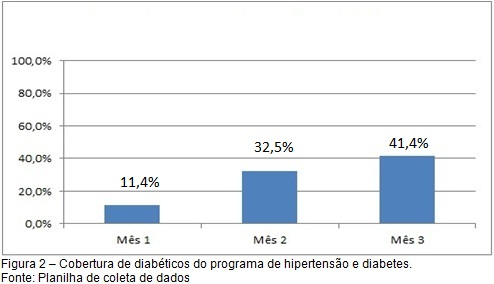 100,0%
80,0%
60,0%
40,0%
20,0%
0,0%
11,4%
32,5%
41,4%
Mês 1
Mês 2
Mês 3
Figura 2 – Cobertura de diabéticos do programa de hipertensão e diabetes.
Fonte: Planilha de coleta de dados